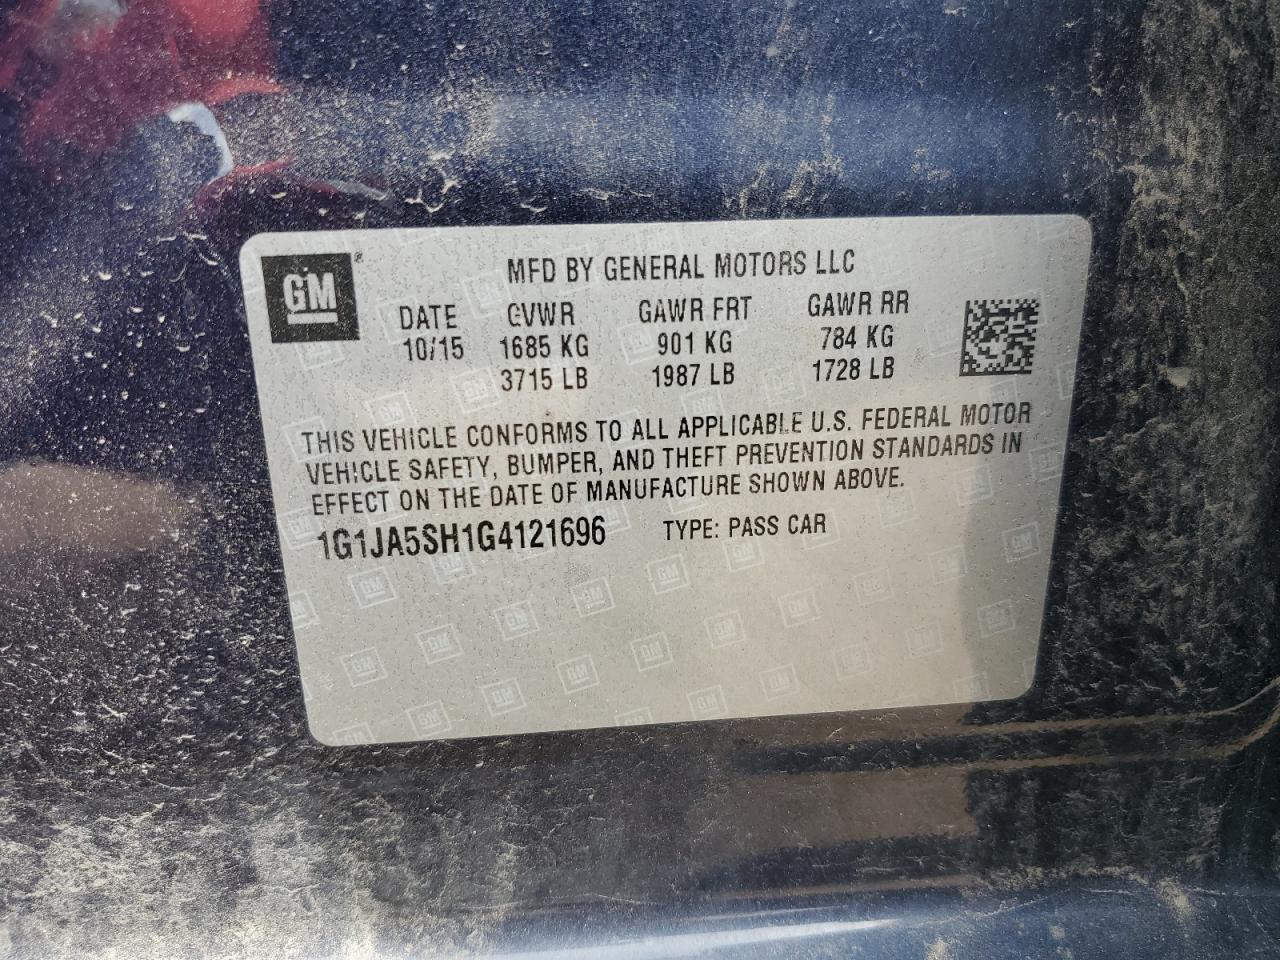 GM®
MFD BY GENERAL MOTORS LLC
DATE GVWR GAWR FRT GAWR RR
10/15 1685 KG 901 KG 784 KG
3715 LB 1987 LB 1728 LB
THIS VEHICLE CONFORMS TO ALL APPLICABLE U.S. FEDERAL MOTOR
VEHICLE SAFETY, BUMPER, AND THEFT PREVENTION STANDARDS IN
EFFECT ON THE DATE OF MANUFACTURE SHOWN ABOVE.
1G1JA5SH1G4121696 TYPE: PASS CAR